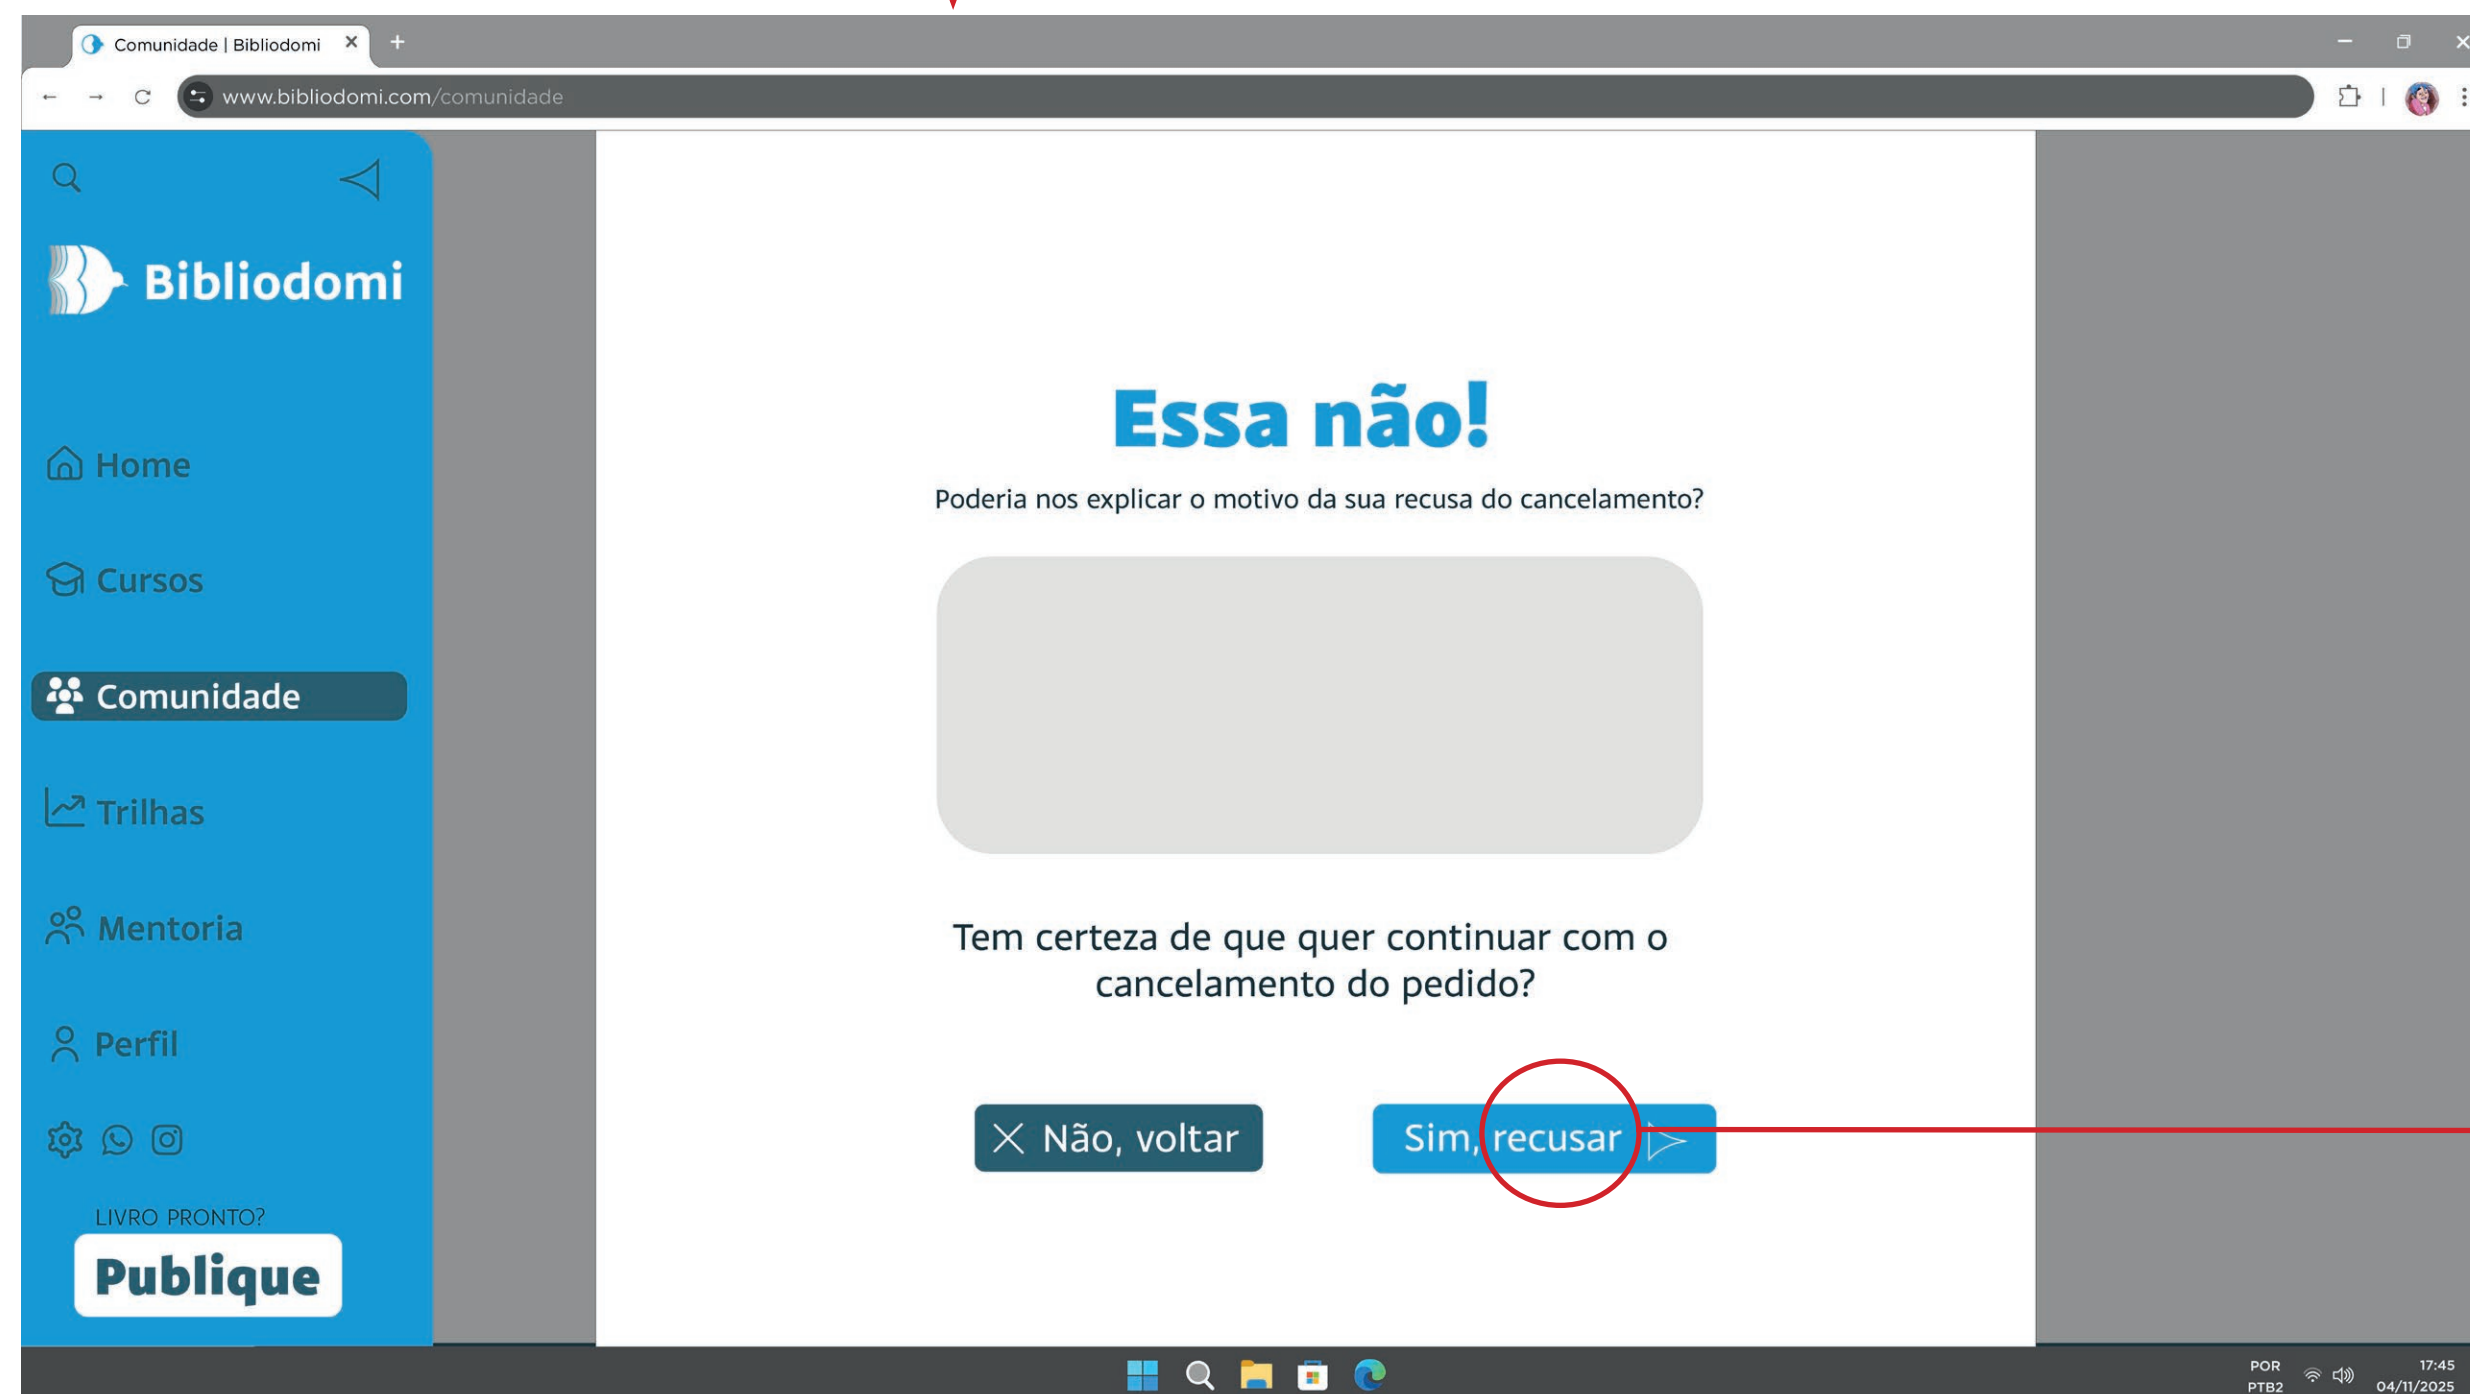 Comunidade | Bibliodomi
www.bibliodomi.com/comunidade
Bibliodomi
Home
Cursos
Comunidade
Trilhas
Mentoria
Perfil
LIVRO PRONTO?
Publique
Essa não!
Poderia nos explicar o motivo da sua recusa do cancelamento?
Tem certeza de que quer continuar com o
cancelamento do pedido?
Não, voltar
Sim, recusar
POR
PTB2
17:45
04/11/2025